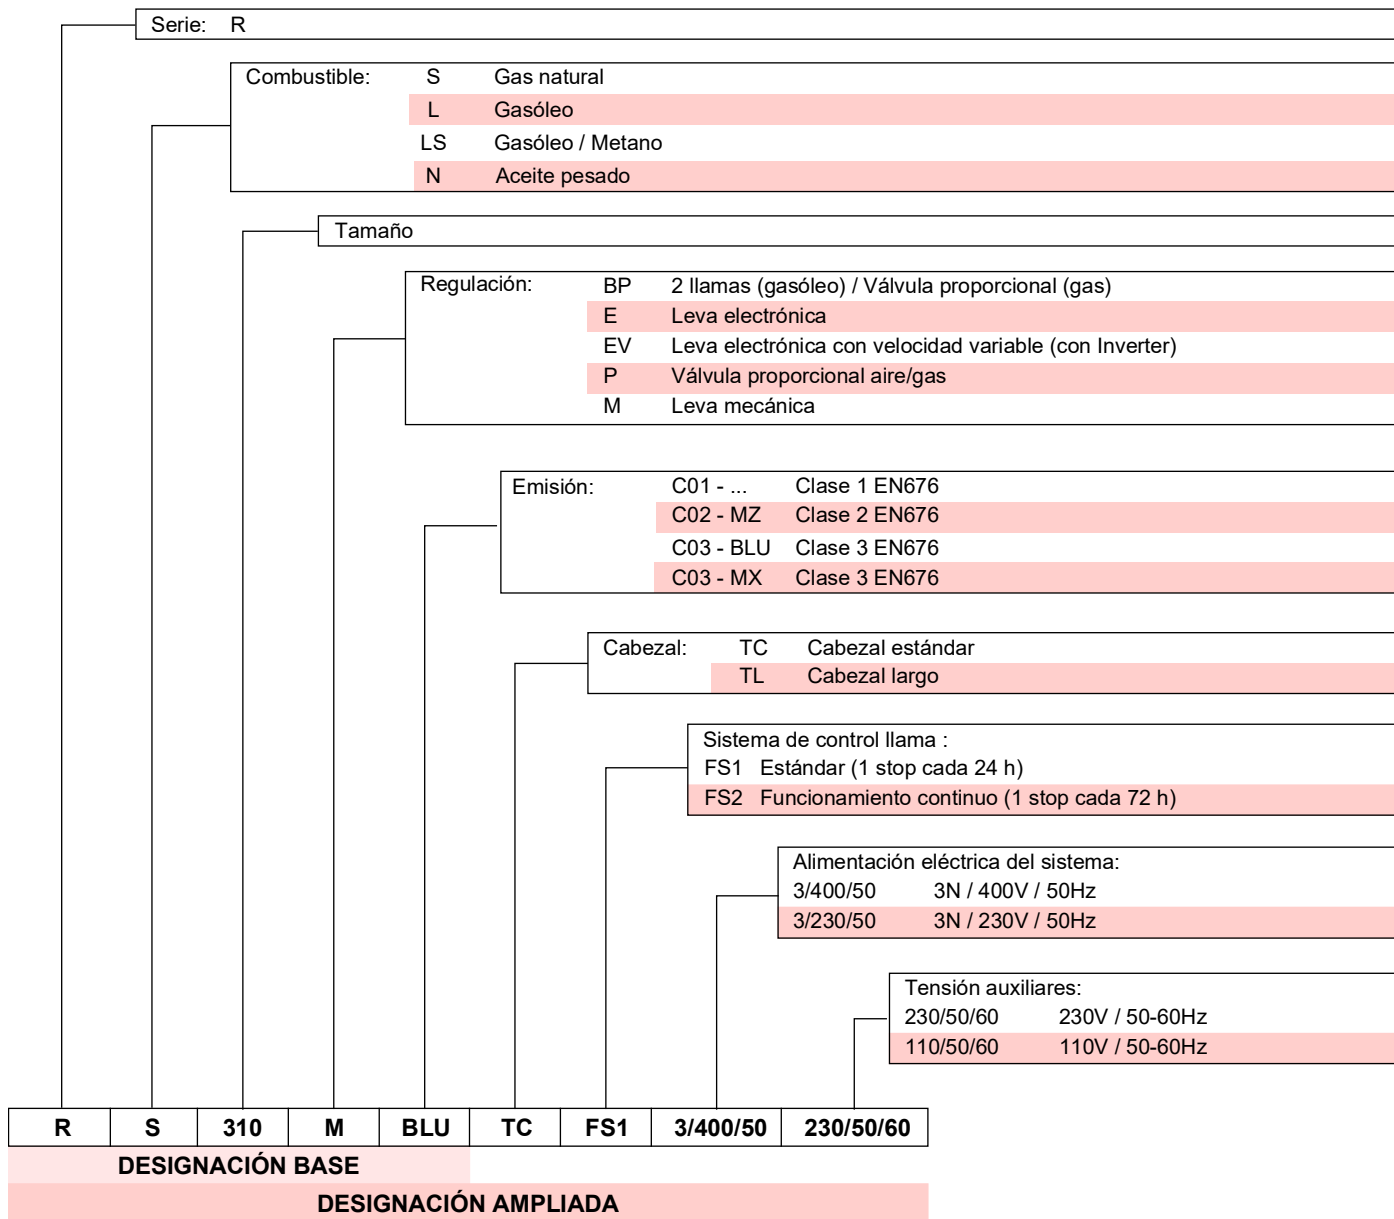 Serie: R
Combustible: S Gas natural
L Gasóleo
LS Gasóleo / Metano
N Aceite pesado
Tamaño
Regulación: BP 2 llamas (gasóleo) / Válvula proporcional (gas)
E Leva electrónica
EV Leva electrónica con velocidad variable (con Inverter)
P Válvula proporcional aire/gas
M Leva mecánica
Emisión: C01 - ... Clase 1 EN676
C02 - MZ Clase 2 EN676
C03 - BLU Clase 3 EN676
C03 - MX Clase 3 EN676
Cabezal: TC Cabezal estándar
TL Cabezal largo
Sistema de control llama :
FS1 Estándar (1 stop cada 24 h)
FS2 Funcionamiento continuo (1 stop cada 72 h)
Alimentación eléctrica del sistema:
3/400/50 3N / 400V / 50Hz
3/230/50 3N / 230V / 50Hz
Tensión auxiliares:
230/50/60 230V / 50-60Hz
110/50/60 110V / 50-60Hz
R S 310 M BLU TC FS1 3/400/50 230/50/60
DESIGNACIÓN BASE
DESIGNACIÓN AMPLIADA